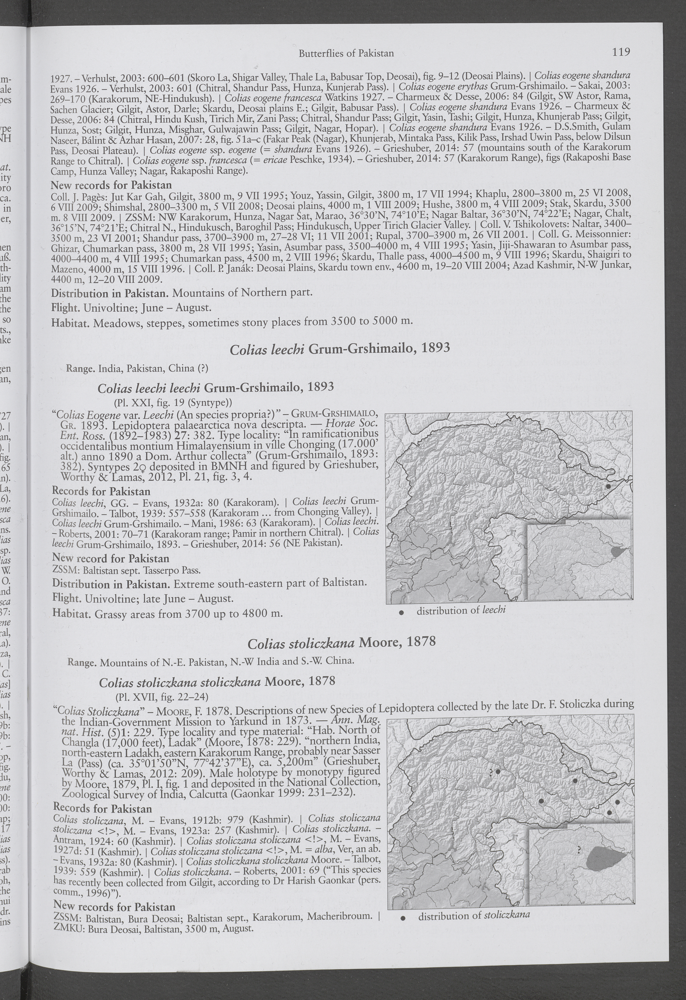 Butterflies of Pakistan 119
1927. – Verhulst, 2003: 600–601 (Skoro La, Shigar Valley, Thale La, Babusar Top, Deosai), fig. 9–12 (Deosai Plains). | Colias eogene shandura
Evans 1926. – Verhulst, 2003: 601 (Chitral, Shandur Pass, Hunza, Kunjerab Pass). | Colias eogene erythas Grum-Grshimailo. – Sakai, 2003:
269–170 (Karakorum, NE-Hindukush). | Colias eogene francesca Watkins 1927. – Charmeux & Desse, 2006: 84 (Gilgit, SW Astor, Rama,
Sachen Glacier; Gilgit, Astor, Darle; Skardu, Deosai plains E., Gilgit, Babusar Pass). | Colias eogene shandura Evans 1926. – Charmeux &
Desse, 2006: 84 (Chitral, Hindu Kush, Tirich Mir, Zani Pass; Chitral, Shandur Pass; Gilgit, Yasin, Tashi; Gilgit, Hunza, Khunjerab Pass; Gilgit,
Hunza, Sost; Gilgit, Hunza, Misghar, Gulwajawin Pass; Gilgit, Nagar, Hopar). | Colias eogene shandura Evans 1926. – D.S.Smith, Gulam
Naseer, Bálint & Azhar Hasan, 2007: 28, fig. 51a–c (Fakar Peak (Nagar), Khunjerab, Mintaka Pass, Kilik Pass, Irshad Uwin Pass, below Dilsun
Pass, Deosai Plateau). | Colias eogene ssp. eogene (= shandura Evans 1926). – Grieshuber, 2014: 57 (mountains south of the Karakorum
Range to Chitral). | Colias eogene ssp. francesca (= ericae Peschke, 1934). – Grieshuber, 2014: 57 (Karakorum Range), figs (Rakaposhi Base
Camp, Hunza Valley; Nagar, Rakaposhi Range).
New records for Pakistan
Coll. J. Pagès: Jut Kar Gah, Gilgit, 3800 m, 9 VII 1995; Youz, Yassin, Gilgit, 3800 m, 17 VII 1994; Khaplu, 2800–3800 m, 25 VI 2008,
6 VIII 2009; Shimshal, 2800–3300 m, 5 VII 2008; Deosai plains, 4000 m, 1 VIII 2009; Hushe, 3800 m, 4 VIII 2009; Stak, Skardu, 3500
m. 8 VIII 2009. | ZSSM: NW Karakorum, Hunza, Nagar Sat, Marao, 36°30'N, 74°10'E; Nagar Baltar, 36°30'N, 74°22'E; Nagar, Chalt,
36°15'N, 74°21'E; Chitral N., Hindukusch, Baroghil Pass; Hindukusch, Upper Tirich Glacier Valley. | Coll. V. Tshikolovets: Naltar, 3400–
3500 m, 23 VI 2001; Shandur pass, 3700–3900 m, 27–28 VI; 11 VII 2001; Rupal, 3700–3900 m, 26 VII 2001. | Coll. G. Meissonnier:
Ghizar, Chumarkan pass, 3800 m, 28 VII 1995; Yasin, Asumbar pass, 3500–4000 m, 4 VIII 1995; Yasin, Jiji-Shawaran to Asumbar pass,
4000–4400 m, 4 VIII 1995; Chumarkan pass, 4500 m, 2 VIII 1996; Skardu, Thalle pass, 4000–4500 m, 9 VIII 1996; Skardu, Shaigiri to
Mazeno, 4000 m, 15 VIII 1996. | Coll. P. Janák: Deosai Plains, Skardu town env., 4600 m, 19–20 VIII 2004; Azad Kashmir, N-W Junkar,
4400 m, 12–20 VIII 2009.
Distribution in Pakistan. Mountains of Northern part.
Flight. Univoltine; June – August.
Habitat. Meadows, steppes, sometimes stony places from 3500 to 5000 m.
Colias leechi Grum-Grshimailo, 1893
Range. India, Pakistan, China (?)
Colias leechi leechi Grum-Grshimailo, 1893
(Pl. XXI, fig. 19 (Syntype))
"Colias Eogene var. Leechi (An species propria?)" – GRUM-GRSHIMAILO,
GR. 1893. Lepidoptera palaearctica nova descripta. — Horae Soc.
Ent. Ross. (1892–1983) 27: 382. Type locality: "In ramificationibus
occidentalibus montium Himalayensium in ville Chonging (17.000'
alt.) anno 1890 a Dom. Arthur collecta" (Grum-Grshimailo, 1893:
382). Syntypes 2♀ deposited in BMNH and figured by Grieshuber,
Worthy & Lamas, 2012, Pl. 21, fig. 3, 4.
Records for Pakistan
Colias leechi, GG. – Evans, 1932a: 80 (Karakoram). | Colias leechi Grum-
Grshimailo. – Talbot, 1939: 557–558 (Karakoram ... from Chonging Valley). |
Colias leechi Grum-Grshimailo. – Mani, 1986: 63 (Karakoram). | Colias leechi.
– Roberts, 2001: 70–71 (Karakoram range; Pamir in northern Chitral). | Colias
leechi Grum-Grshimailo, 1893. – Grieshuber, 2014: 56 (NE Pakistan).
New record for Pakistan
ZSSM: Baltistan sept. Tasserpo Pass.
Distribution in Pakistan. Extreme south-eastern part of Baltistan.
Flight. Univoltine; late June – August.
Habitat. Grassy areas from 3700 up to 4800 m.
• distribution of leechi
Colias stoliczkana Moore, 1878
Range. Mountains of N.-E. Pakistan, N.-W India and S.-W. China.
Colias stoliczkana stoliczkana Moore, 1878
(Pl. XVII, fig. 22–24)
"Colias Stoliczkana" – MOORE, F. 1878. Descriptions of new Species of Lepidoptera collected by the late Dr. F. Stoliczka during
the Indian-Government Mission to Yarkund in 1873. — Ann. Mag.
nat. Hist. (5)1: 229. Type locality and type material: "Hab. North of
Changla (17,000 feet), Ladak" (Moore, 1878: 229). "northern India,
north-eastern Ladakh, eastern Karakorum Range, probably near Sasser
La (Pass) (ca. 35°01'50"N, 77°42'37"E), ca. 5,200m" (Grieshuber,
Worthy & Lamas, 2012: 209). Male holotype by monotypy figured
by Moore, 1879, Pl. I, fig. 1 and deposited in the National Collection,
Zoological Survey of India, Calcutta (Gaonkar 1999: 231–232).
Records for Pakistan
Colias stoliczana, M. – Evans, 1912b: 979 (Kashmir). | Colias stoliczana
stoliczana <!>, M. – Evans, 1923a: 257 (Kashmir). | Colias stoliczkana. –
Antram, 1924: 60 (Kashmir). | Colias stoliczana stoliczana <!>, M. – Evans,
1927d: 51 (Kashmir). | Colias stoliczana stoliczana <!>, M. = alba, Ver, an ab.
– Evans, 1932a: 80 (Kashmir). | Colias stoliczkana stoliczkana Moore. – Talbot,
1939: 559 (Kashmir). | Colias stoliczkana. – Roberts, 2001: 69 ("This species
has recently been collected from Gilgit, according to Dr Harish Gaonkar (pers.
comm., 1996)").
New records for Pakistan
ZSSM: Baltistan, Bura Deosai; Baltistan sept., Karakorum, Macheribroum. |
ZMKU: Bura Deosai, Baltistan, 3500 m, August.
?
?
• distribution of stoliczkana